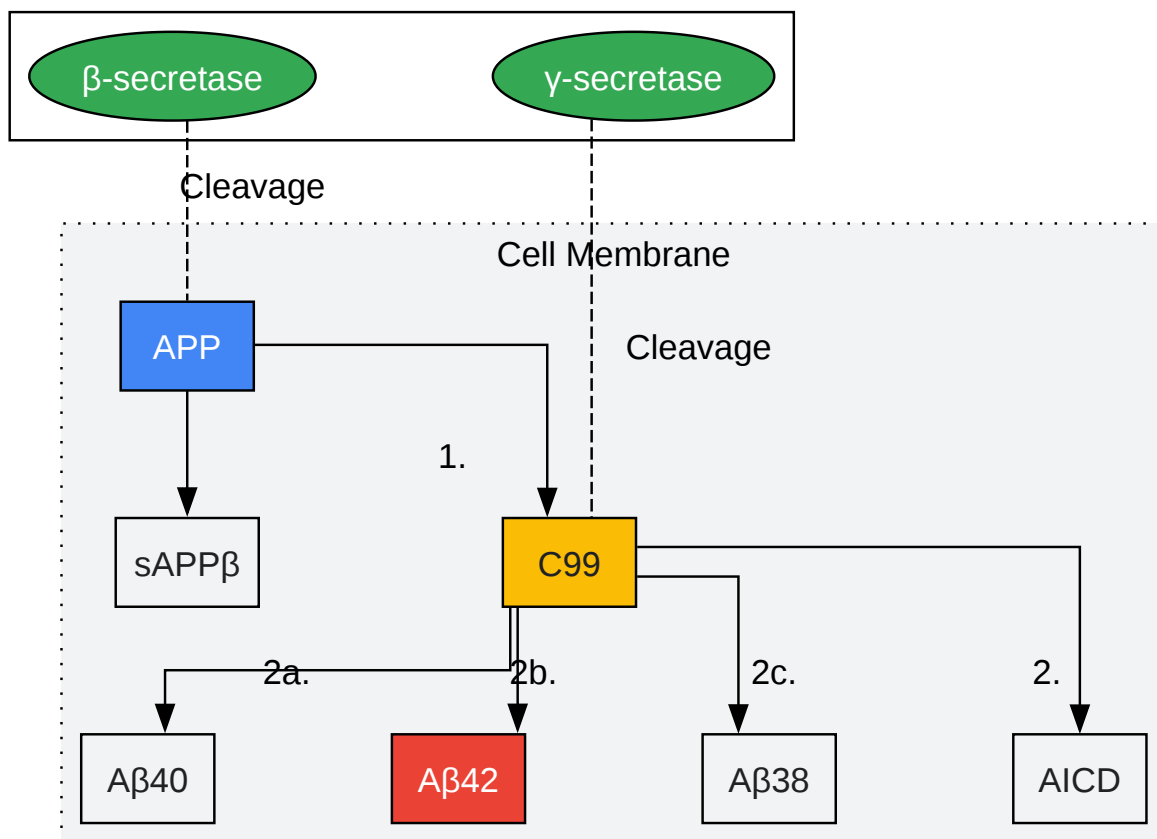 β-secretase
γ-secretase
Cleavage
Cell Membrane
APP
Cleavage
1.
sAPPβ
C99
2a.
2b.
2c.
2.
Aβ40
Aβ42
Aβ38
AICD